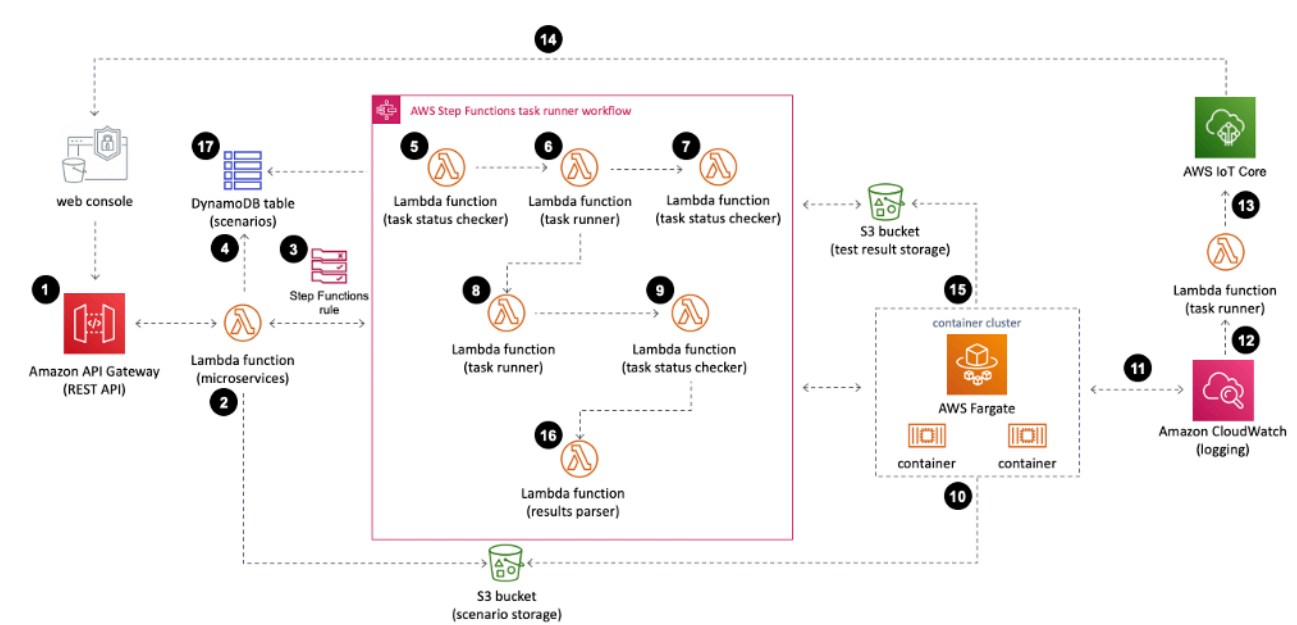 14
AWS Step Functions task runner workflow
17
5
6
7
web console
DynamoDB table
(scenarios)
Lambda function
(task status checker)
Lambda function
(task runner)
Lambda function
(task status checker)
S3 bucket
(test result storage)
AWS IoT Core
13
4
3
Step Functions
rule
1
Amazon API Gateway
(REST API)
Lambda function
(microservices)
2
8
9
Lambda function
(task runner)
Lambda function
(task status checker)
16
Lambda function
(results parser)
15
container cluster
AWS Fargate
container
container
10
11
Lambda function
(task runner)
12
Amazon CloudWatch
(logging)
S3 bucket
(scenario storage)